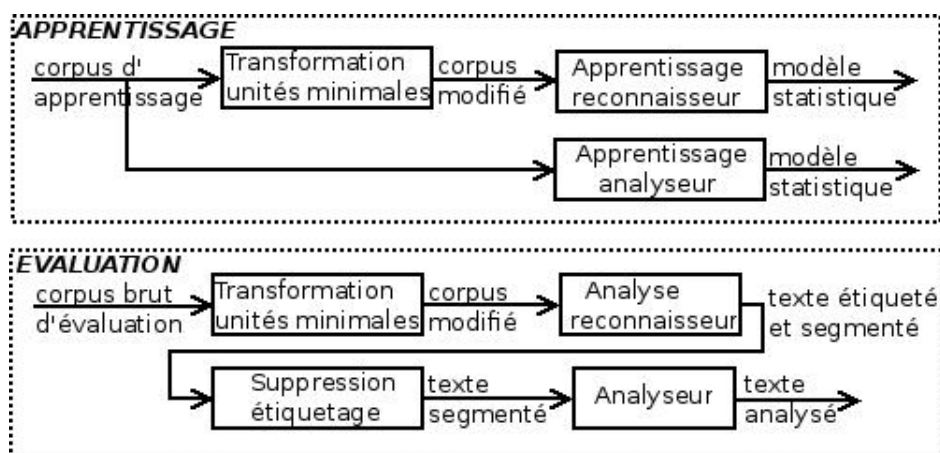 APPRENTISSAGE
corpus d'
apprentissage
Transformation
unités minimales
corpus
modifié
Apprentissage
reconnaisseur
modèle
statistique
Apprentissage
analyseur
modèle
statistique
EVALUATION
corpus brut
d'évaluation
Transformation
unités minimales
corpus
modifié
Analyse
reconnaisseur
texte étiqueté
et segmenté
Suppression
étiquetage
texte
segmenté
Analyseur
texte
analysé